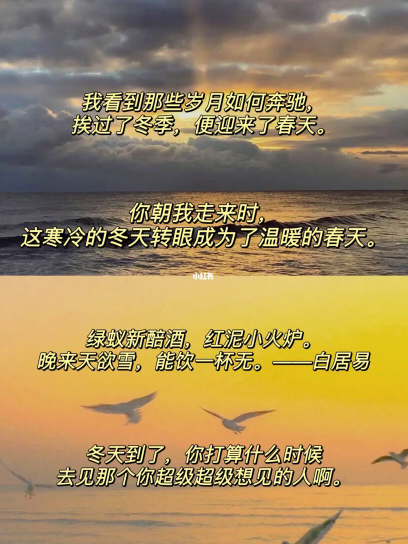 我看到那些岁月如何奔驰,
挨过了冬季，便迎来了春天。
你朝我走来时,
这寒冷的冬天转眼成为了温暖的春天。
小红书
绿蚁新醅酒，红泥小火炉。
晚来天欲雪，能饮一杯无。——白居易
冬天到了，你打算什么时候
去见那个你超级超级想见的人啊。